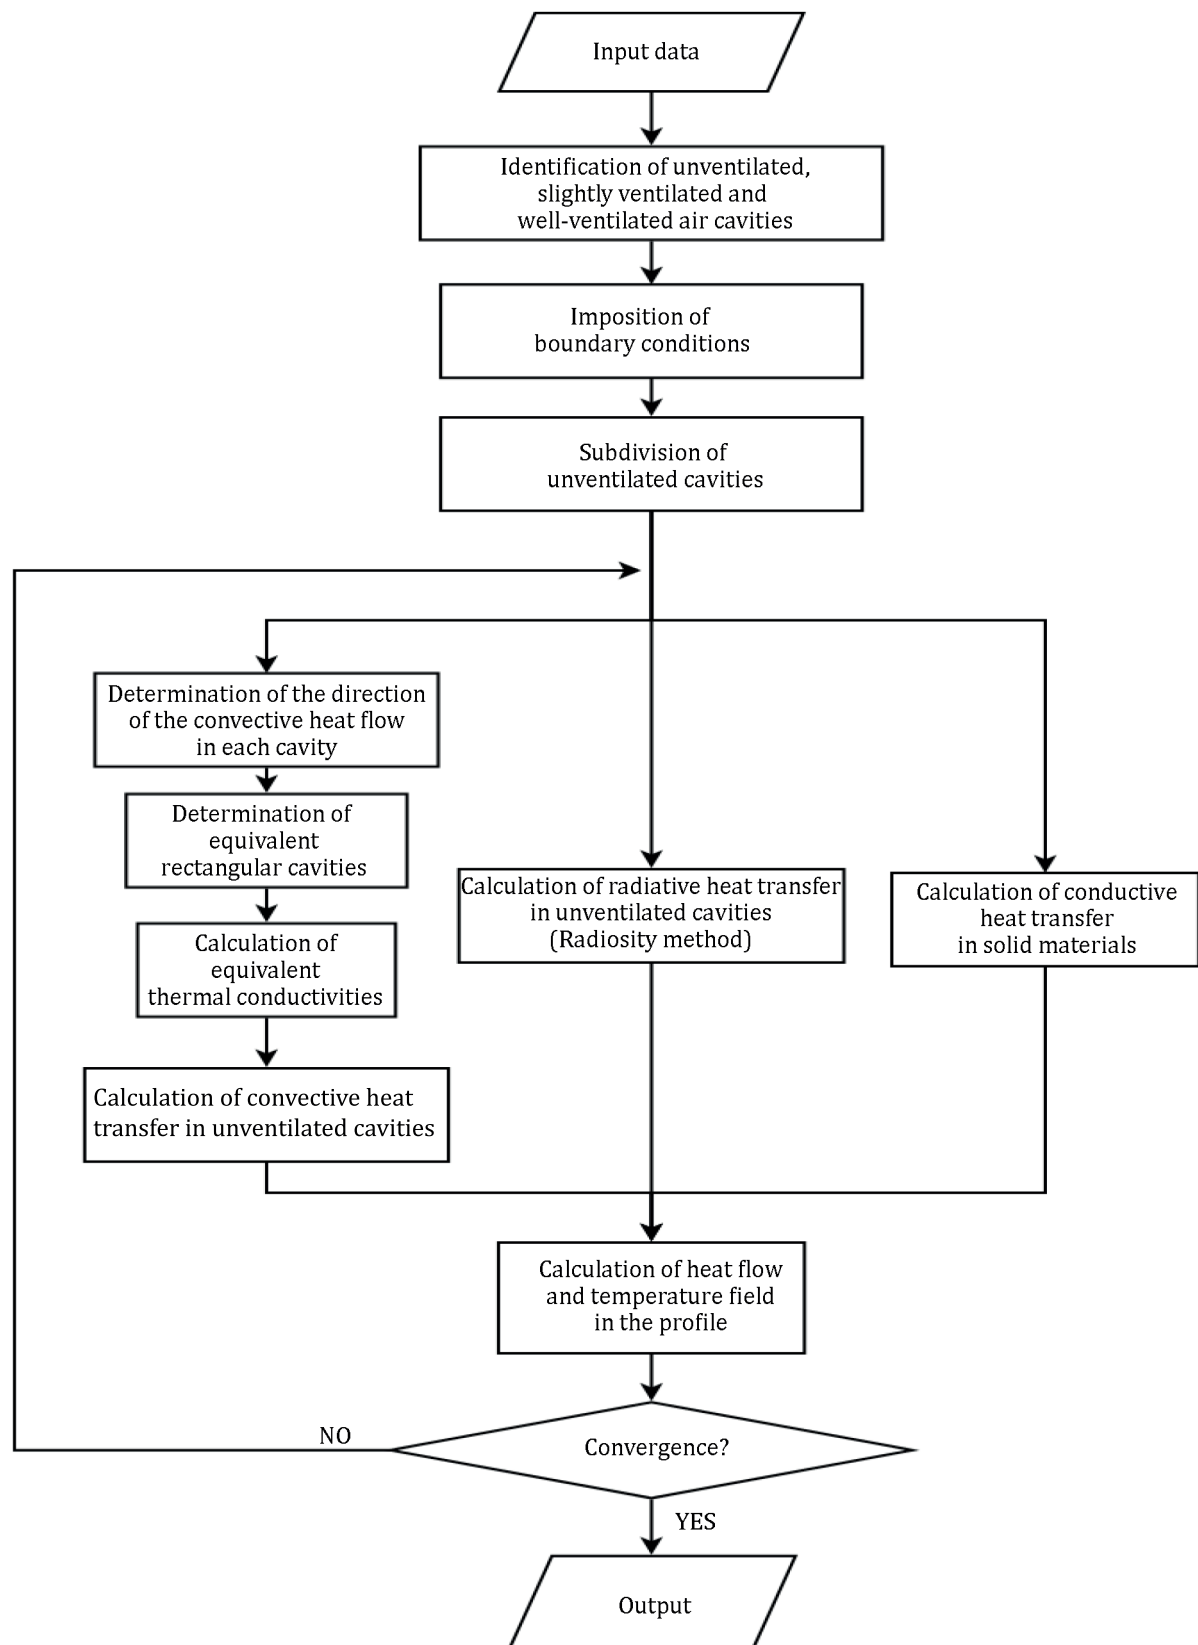 Input data
Identification of unventilated,
slightly ventilated and
well-ventilated air cavities
Imposition of
boundary conditions
Subdivision of
unventilated cavities
Determination of the direction
of the convective heat flow
in each cavity
Determination of
equivalent
rectangular cavities
Calculation of
equivalent
thermal conductivities
Calculation of convective heat
transfer in unventilated cavities
Calculation of radiative heat transfer
in unventilated cavities
(Radiosity method)
Calculation of conductive
heat transfer
in solid materials
Calculation of heat flow
and temperature field
in the profile
Convergence?
NO
YES
Output